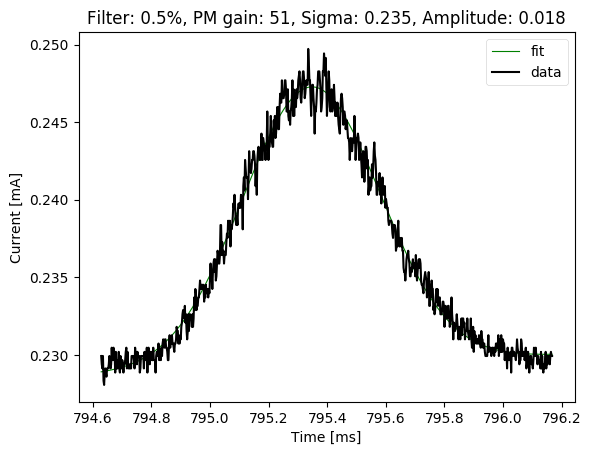 Filter: 0.5%, PM gain: 51, Sigma: 0.235, Amplitude: 0.018
fit
data
Current [mA]
0.250
0.245
0.240
0.235
0.230
794.6 794.8 795.0 795.2 795.4 795.6 795.8 796.0 796.2
Time [ms]